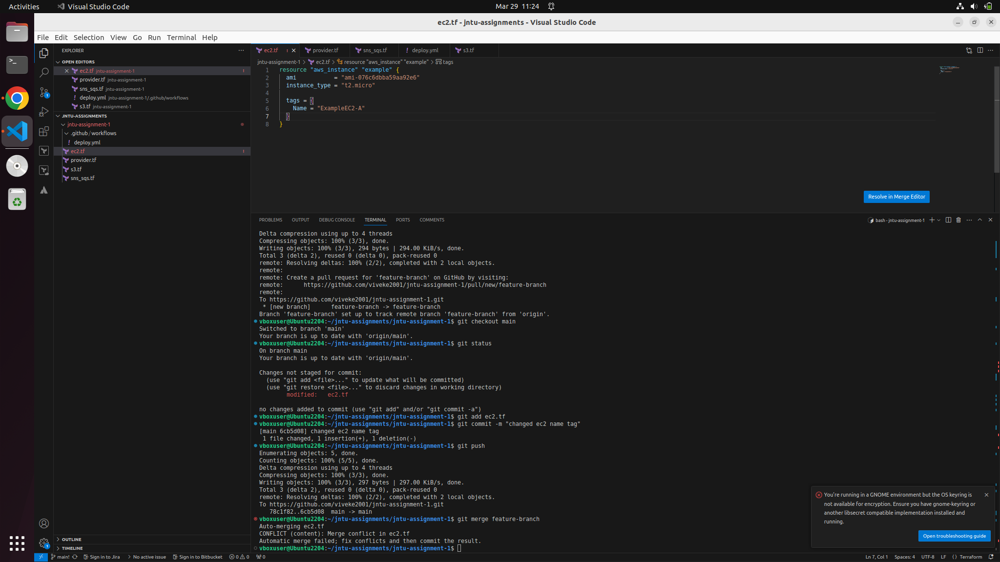 Activities
Visual Studio Code
Mar 29 11:24
ec2.tf - jntu-assignments - Visual Studio Code
File Edit Selection View Go Run Terminal Help
EXPLORER
OPEN EDITORS
ec2.tf jntu-assignment-1 !
provider.tf jntu-assignment-1
sns_sqs.tf jntu-assignment-1
! deploy.yml jntu-assignment-1/.github/workflows
s3.tf jntu-assignment-1
JNTU-ASSIGNMENTS
jntu-assignment-1
.github/workflows
! deploy.yml
ec2.tf !
provider.tf
s3.tf
sns_sqs.tf
OUTLINE
TIMELINE
1
1
ec2.tf ! provider.tf sns_sqs.tf ! deploy.yml s3.tf
jntu-assignment-1 > ec2.tf > resource "aws_instance" "example" > tags
1 resource "aws_instance" "example" {
2 ami = "ami-076c6dbba59aa92e6"
3 instance_type = "t2.micro"
4
5 tags = {
6 Name = "ExampleEC2-A"
7 }
8 }
Resolve in Merge Editor
PROBLEMS OUTPUT DEBUG CONSOLE TERMINAL PORTS COMMENTS
bash - jntu-assignment-1
Delta compression using up to 4 threads
Compressing objects: 100% (3/3), done.
Writing objects: 100% (3/3), 294 bytes | 294.00 KiB/s, done.
Total 3 (delta 2), reused 0 (delta 0), pack-reused 0
remote: Resolving deltas: 100% (2/2), completed with 2 local objects.
remote:
remote: Create a pull request for 'feature-branch' on GitHub by visiting:
remote: https://github.com/viveke2001/jntu-assignment-1/pull/new/feature-branch
remote:
To https://github.com/viveke2001/jntu-assignment-1.git
* [new branch] feature-branch -> feature-branch
Branch 'feature-branch' set up to track remote branch 'feature-branch' from 'origin'.
vboxuser@Ubuntu2204:~/jntu-assignments/jntu-assignment-1$ git checkout main
Switched to branch 'main'
Your branch is up to date with 'origin/main'.
vboxuser@Ubuntu2204:~/jntu-assignments/jntu-assignment-1$ git status
On branch main
Your branch is up to date with 'origin/main'.
Changes not staged for commit:
(use "git add <file>..." to update what will be committed)
(use "git restore <file>..." to discard changes in working directory)
modified: ec2.tf
no changes added to commit (use "git add" and/or "git commit -a")
vboxuser@Ubuntu2204:~/jntu-assignments/jntu-assignment-1$ git add ec2.tf
vboxuser@Ubuntu2204:~/jntu-assignments/jntu-assignment-1$ git commit -m "changed ec2 name tag"
[main 6cb5d08] changed ec2 name tag
1 file changed, 1 insertion(+), 1 deletion(-)
vboxuser@Ubuntu2204:~/jntu-assignments/jntu-assignment-1$ git push
Enumerating objects: 5, done.
Counting objects: 100% (5/5), done.
Delta compression using up to 4 threads
Compressing objects: 100% (3/3), done.
Writing objects: 100% (3/3), 297 bytes | 297.00 KiB/s, done.
Total 3 (delta 2), reused 0 (delta 0), pack-reused 0
remote: Resolving deltas: 100% (2/2), completed with 2 local objects.
To https://github.com/viveke2001/jntu-assignment-1.git
78c1f82..6cb5d08 main -> main
vboxuser@Ubuntu2204:~/jntu-assignments/jntu-assignment-1$ git merge feature-branch
Auto-merging ec2.tf
CONFLICT (content): Merge conflict in ec2.tf
Automatic merge failed; fix conflicts and then commit the result.
vboxuser@Ubuntu2204:~/jntu-assignments/jntu-assignment-1$
You're running in a GNOME environment but the OS keyring is
not available for encryption. Ensure you have gnome-keyring or
another libsecret compatible implementation installed and
running.
Open troubleshooting guide
main! Sign in to Jira No active issue Sign in to Bitbucket 0 0 0
Ln 7, Col 1 Spaces: 4 UTF-8 LF {} Terraform